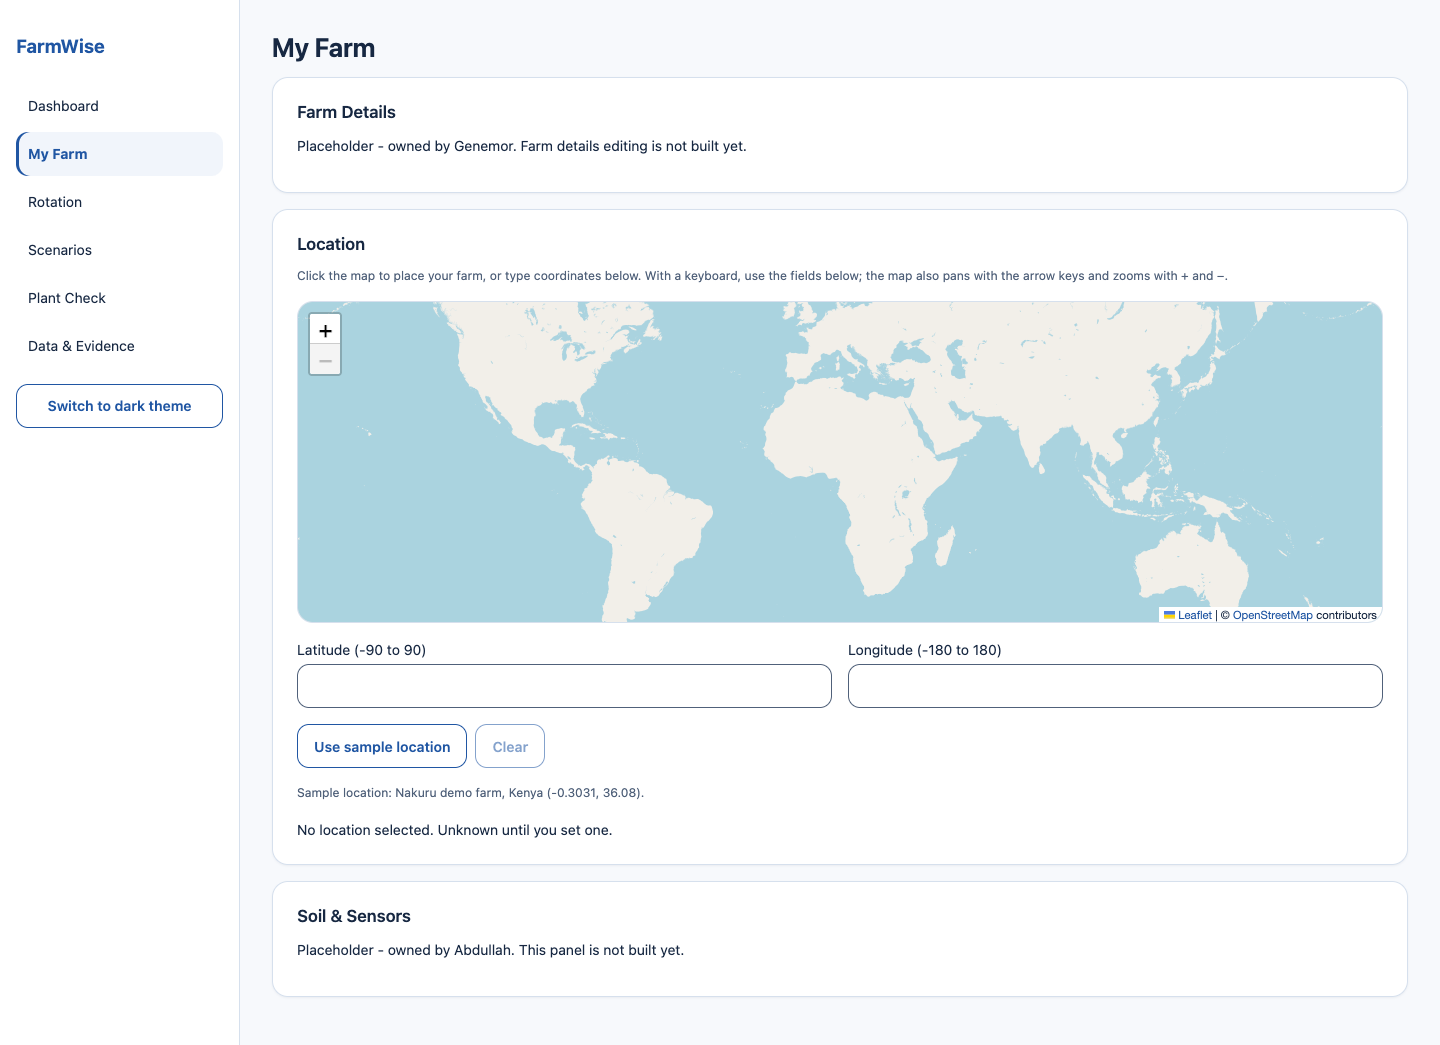 FarmWise
Dashboard
My Farm
Rotation
Scenarios
Plant Check
Data & Evidence
Switch to dark theme
My Farm
Farm Details
Placeholder - owned by Genemor. Farm details editing is not built yet.
Location
Click the map to place your farm, or type coordinates below. With a keyboard, use the fields below; the map also pans with the arrow keys and zooms with + and −.
+
−
Leaflet | © OpenStreetMap contributors
Latitude (-90 to 90)
Longitude (-180 to 180)
Use sample location
Clear
Sample location: Nakuru demo farm, Kenya (-0.3031, 36.08).
No location selected. Unknown until you set one.
Soil & Sensors
Placeholder - owned by Abdullah. This panel is not built yet.